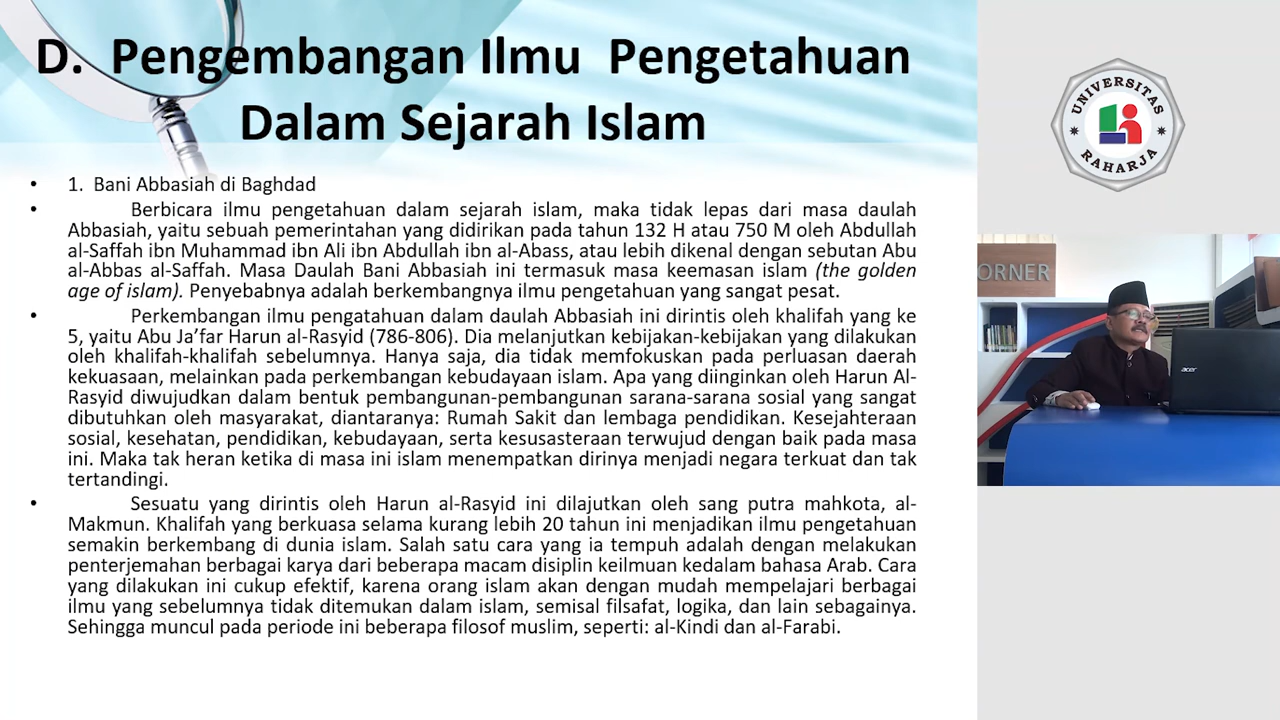 D. Pengembangan Ilmu Pengetahuan
Dalam Sejarah Islam
• 1. Bani Abbasiah di Baghdad
• Berbicara ilmu pengetahuan dalam sejarah islam, maka tidak lepas dari masa daulah
Abbasiah, yaitu sebuah pemerintahan yang didirikan pada tahun 132 H atau 750 M oleh Abdullah
al-Saffah ibn Muhammad ibn Ali ibn Abdullah ibn al-Abass, atau lebih dikenal dengan sebutan Abu
al-Abbas al-Saffah. Masa Daulah Bani Abbasiah ini termasuk masa keemasan islam (the golden
age of islam). Penyebabnya adalah berkembangnya ilmu pengetahuan yang sangat pesat.
• Perkembangan ilmu pengatahuan dalam daulah Abbasiah ini dirintis oleh khalifah yang ke
5, yaitu Abu Ja’far Harun al-Rasyid (786-806). Dia melanjutkan kebijakan-kebijakan yang dilakukan
oleh khalifah-khalifah sebelumnya. Hanya saja, dia tidak memfokuskan pada perluasan daerah
kekuasaan, melainkan pada perkembangan kebudayaan islam. Apa yang diinginkan oleh Harun Al-
Rasyid diwujudkan dalam bentuk pembangunan-pembangunan sarana-sarana sosial yang sangat
dibutuhkan oleh masyarakat, diantaranya: Rumah Sakit dan lembaga pendidikan. Kesejahteraan
sosial, kesehatan, pendidikan, kebudayaan, serta kesusasteraan terwujud dengan baik pada masa
ini. Maka tak heran ketika di masa ini islam menempatkan dirinya menjadi negara terkuat dan tak
tertandingi.
• Sesuatu yang dirintis oleh Harun al-Rasyid ini dilajutkan oleh sang putra mahkota, al-
Makmun. Khalifah yang berkuasa selama kurang lebih 20 tahun ini menjadikan ilmu pengetahuan
semakin berkembang di dunia islam. Salah satu cara yang ia tempuh adalah dengan melakukan
penterjemahan berbagai karya dari beberapa macam disiplin keilmuan kedalam bahasa Arab. Cara
yang dilakukan ini cukup efektif, karena orang islam akan dengan mudah mempelajari berbagai
ilmu yang sebelumnya tidak ditemukan dalam islam, semisal filsafat, logika, dan lain sebagainya.
Sehingga muncul pada periode ini beberapa filosof muslim, seperti: al-Kindi dan al-Farabi.
UNIVERSITAS
RAHARJA
ORNER
acer